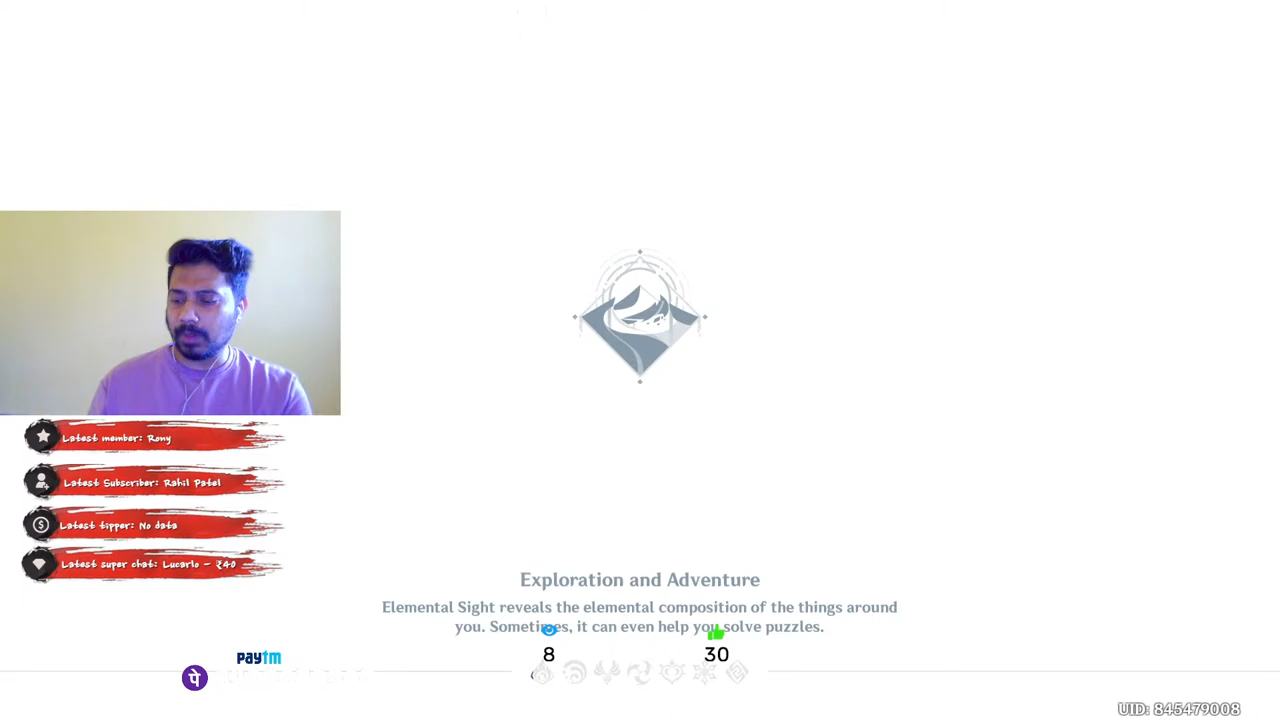 Latest member: Rony
Latest Subscriber: Rahil Patel
Latest tipper: No data
Latest super chat: Lucarlo - ₹40
Exploration and Adventure
Elemental Sight reveals the elemental composition of the things around
you. Sometimes, it can even help you solve puzzles.
8
30
paytm
पे
UID: 845479008